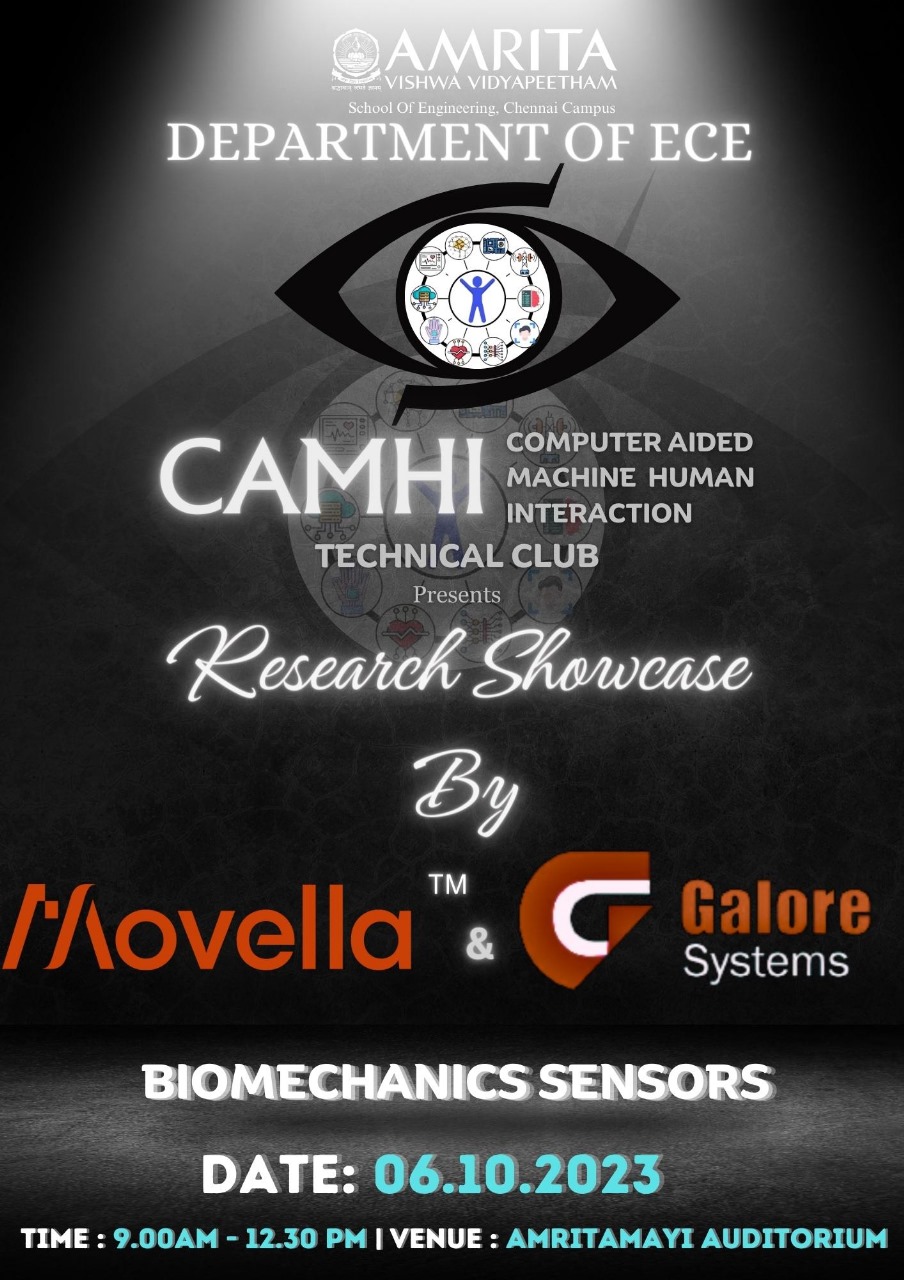 AMRITA
VISHWA VIDYAPEETHAM
School Of Engineering, Chennai Campus
DEPARTMENT OF ECE
CAMHI
COMPUTER AIDED
MACHINE HUMAN
INTERACTION
TECHNICAL CLUB
Presents
Research Showcase
By
Movella TM
&
Galore
Systems
BIOMECHANICS SENSORS
DATE: 06.10.2023
TIME : 9.00AM - 12.30 PM | VENUE : AMRITAMAYI AUDITORIUM